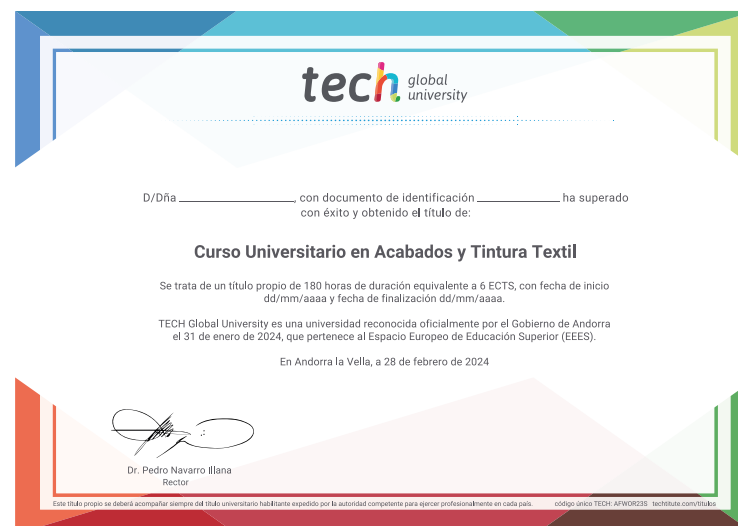 tech global
university
D/Dña ____________________, con documento de identificación ______________ ha superado
con éxito y obtenido el título de:
Curso Universitario en Acabados y Tintura Textil
Se trata de un título propio de 180 horas de duración equivalente a 6 ECTS, con fecha de inicio
dd/mm/aaaa y fecha de finalización dd/mm/aaaa.
TECH Global University es una universidad reconocida oficialmente por el Gobierno de Andorra
el 31 de enero de 2024, que pertenece al Espacio Europeo de Educación Superior (EEES).
En Andorra la Vella, a 28 de febrero de 2024
Dr. Pedro Navarro Illana
Rector
Este título propio se deberá acompañar siempre del título universitario habilitante expedido por la autoridad competente para ejercer profesionalmente en cada país. código único TECH: AFWOR23S techtitute.com/títulos